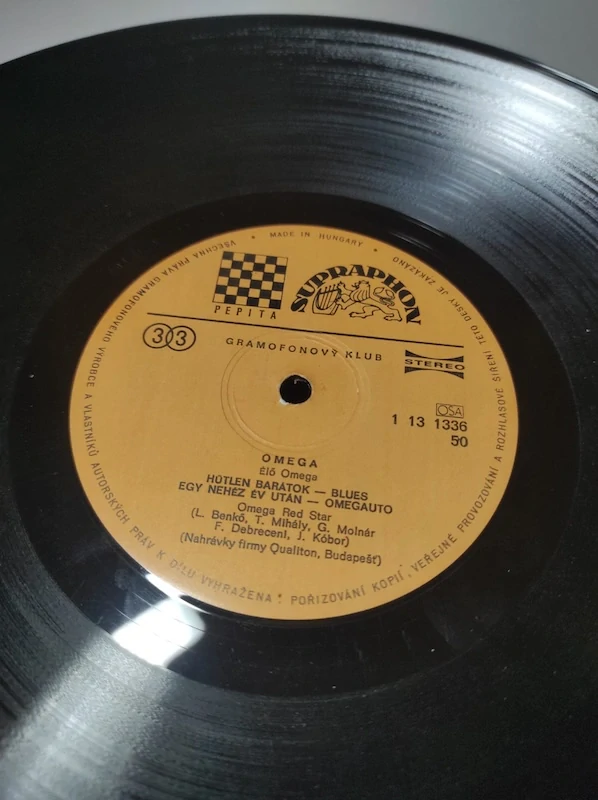 VŠECHNA PRÁVA GRAMOFONOVÉHO VÝROBCE A VLASTNÍKŮ AUTORSKÝCH PRÁV K DÍLU VYHRAŽENA. POŘIZOVÁNÍ KOPIÍ, VEŘEJNÉ PROVOZOVÁNÍ A ROZHLASOVÉ ŠÍŘENÍ TÉTO DESKY JE ZAKÁZÁNO
• MADE IN HUNGARY •
PEPITA
SUPRAPHON
33
GRAMOFONOVÝ KLUB
STEREO
OSA
1 13 1336
50
OMEGA
Élő Omega
HŰTLEN BARÁTOK — BLUES
EGY NEHÉZ ÉV UTÁN — OMEGAUTO
Omega Red Star
(L. Benkő, T. Mihály, G. Molnár
F. Debreceni, J. Kóbor)
(Nahrávky firmy Qualiton, Budapešť)